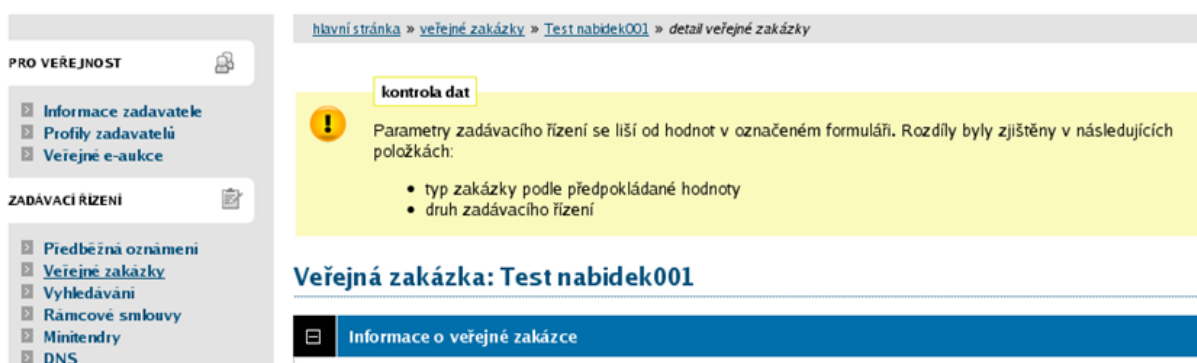 hlavní stránka » veřejné zakázky » Test nabidek001 » detail veřejné zakázky
PRO VEŘEJNOST
Informace zadavatele
Profily zadavatelů
Veřejné e-aukce
ZADÁVACÍ ŘÍZENÍ
Předběžná oznámení
Veřejné zakázky
Vyhledávání
Rámcové smlouvy
Minitendry
DNS
kontrola dat
Parametry zadávacího řízení se liší od hodnot v označeném formuláři. Rozdíly byly zjištěny v následujících
položkách:
• typ zakázky podle předpokládané hodnoty
• druh zadávacího řízení
Veřejná zakázka: Test nabidek001
Informace o veřejné zakázce